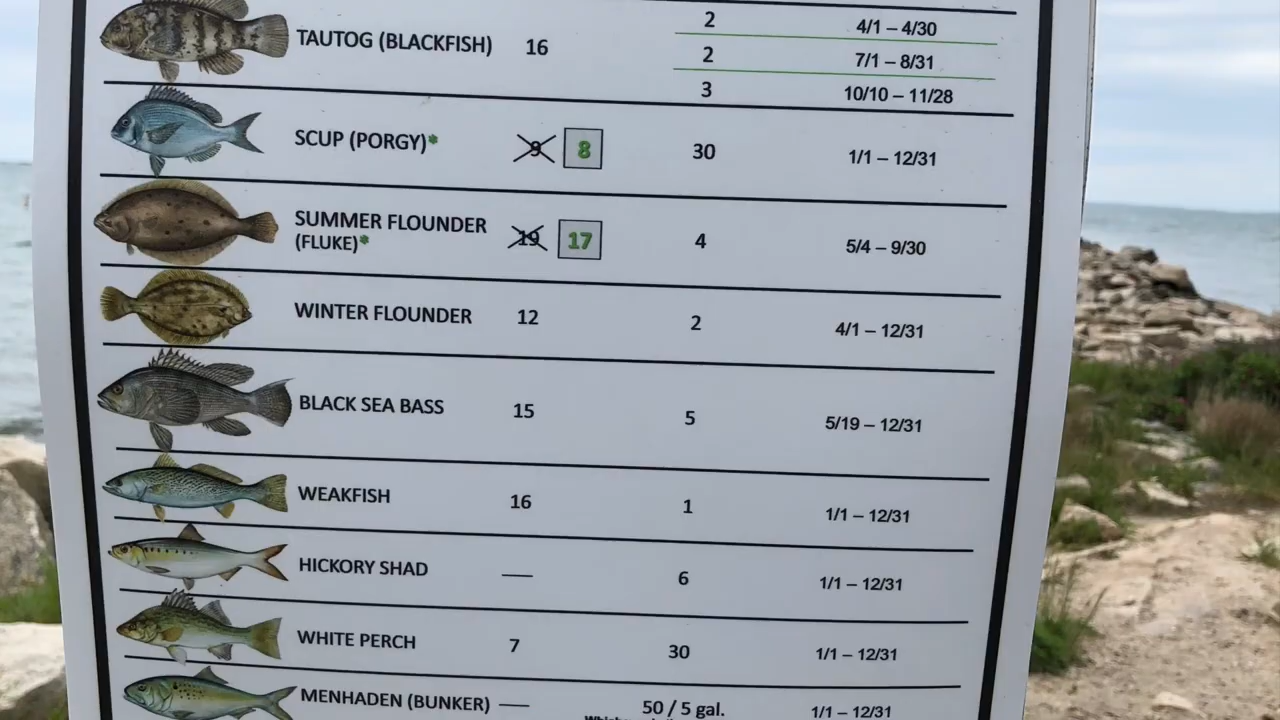 TAUTOG (BLACKFISH) 16 2 4/1 – 4/30
2 7/1 – 8/31
3 10/10 – 11/28
SCUP (PORGY)* 9 8 30 1/1 – 12/31
SUMMER FLOUNDER
(FLUKE)* 19 17 4 5/4 – 9/30
WINTER FLOUNDER 12 2 4/1 – 12/31
BLACK SEA BASS 15 5 5/19 – 12/31
WEAKFISH 16 1 1/1 – 12/31
HICKORY SHAD — 6 1/1 – 12/31
WHITE PERCH 7 30 1/1 – 12/31
MENHADEN (BUNKER) — 50 / 5 gal. 1/1 – 12/31